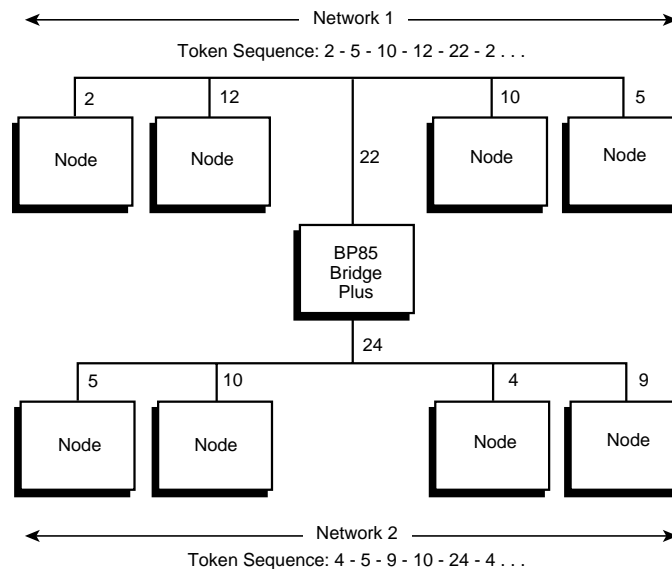 Network 1
Token Sequence: 2 - 5 - 10 - 12 - 22 - 2 . . .
2
12
10
5
Node
Node
22
Node
Node
BP85
Bridge
Plus
24
5
10
4
9
Node
Node
Node
Node
Network 2
Token Sequence: 4 - 5 - 9 - 10 - 24 - 4 . . .